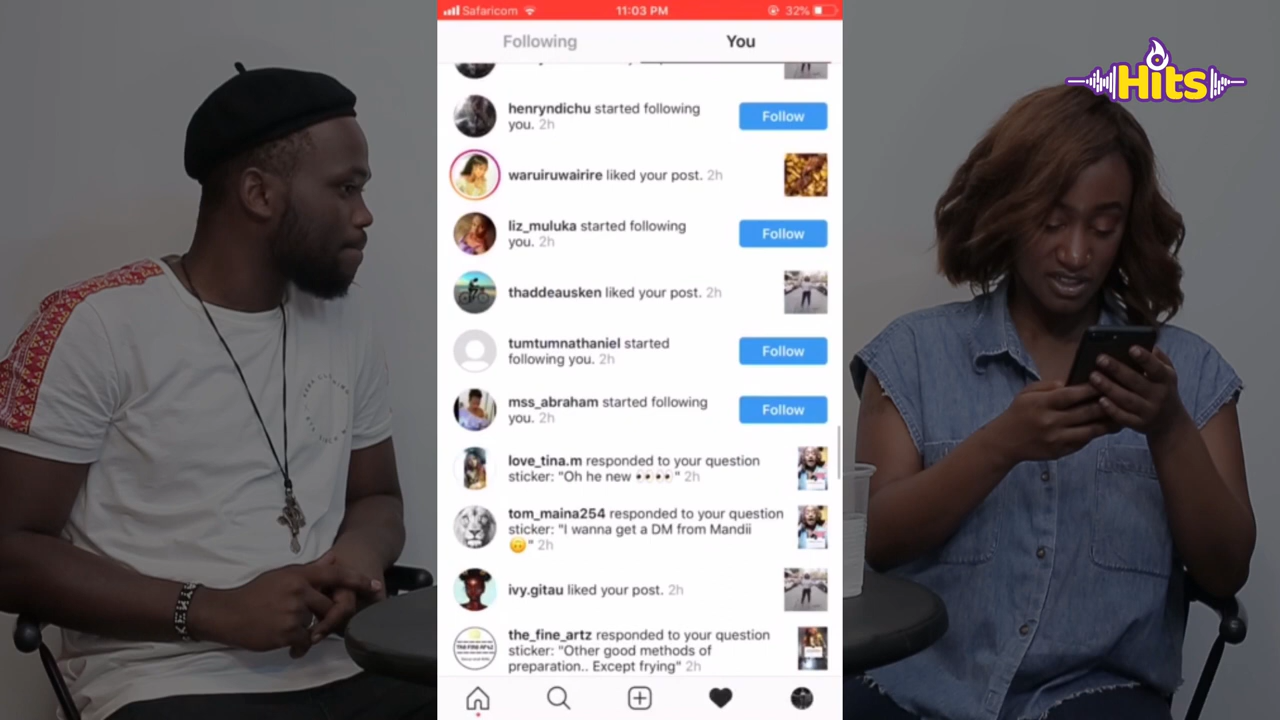 Safaricom
11:03 PM
32%
Following
You
henryndichu started following
you. 2h
Follow
waruiruwairire liked your post. 2h
liz_muluka started following
you. 2h
Follow
thaddeausken liked your post. 2h
tumtumnathaniel started
following you. 2h
Follow
mss_abraham started following
you. 2h
Follow
love_tina.m responded to your question
sticker: "Oh he new 👀👀" 2h
tom_maina254 responded to your question
sticker: "I wanna get a DM from Mandii
🙃" 2h
ivy.gitau liked your post. 2h
the_fine_artz responded to your question
sticker: "Other good methods of
preparation.. Except frying" 2h
Hits